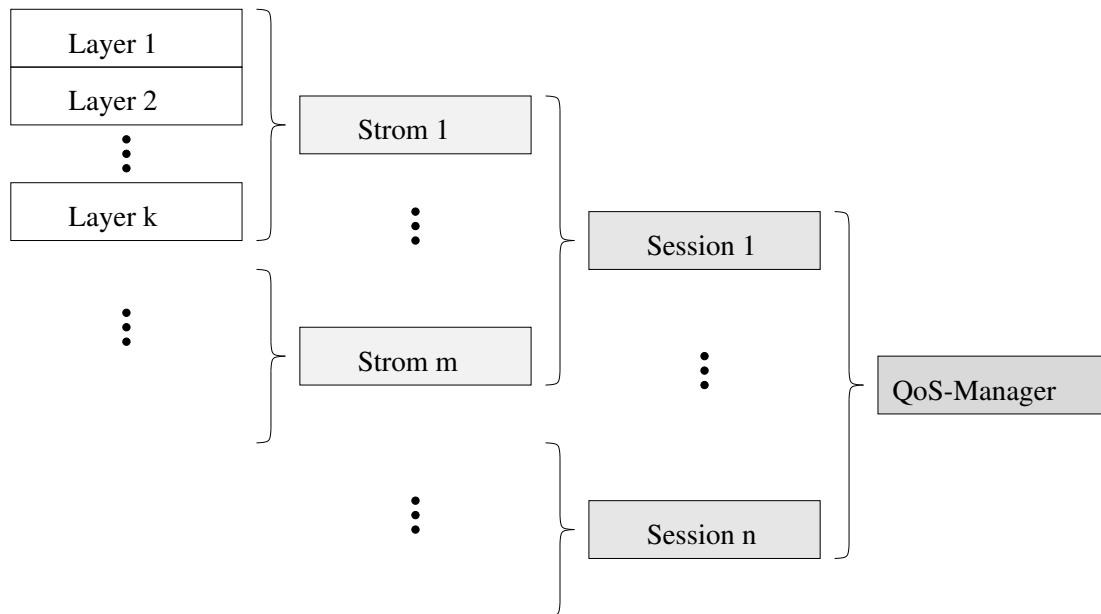 Layer 1
Layer 2
Layer k
Strom 1
Strom m
Session 1
Session n
QoS-Manager